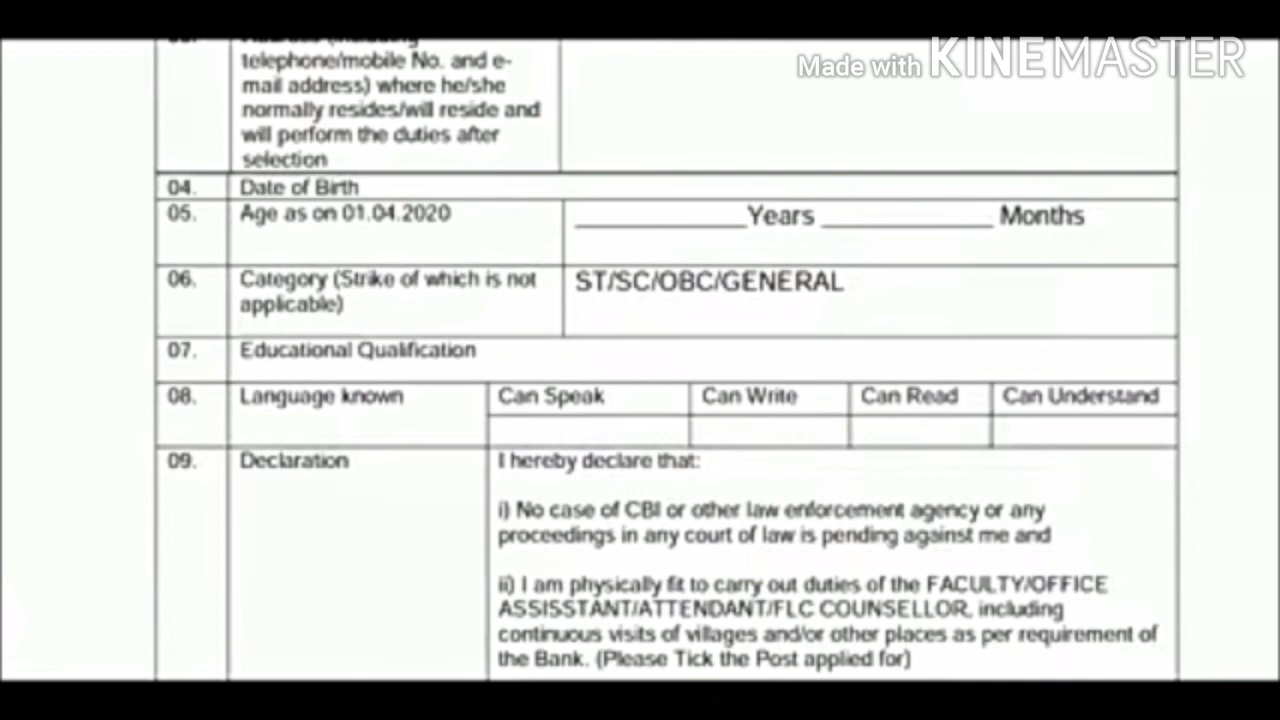 Made with KINEMASTER
telephone/mobile No. and e-
mail address) where he/she
normally resides/will reside and
will perform the duties after
selection
04. Date of Birth
05. Age as on 01.04.2020 __________Years __________ Months
06. Category (Strike of which is not ST/SC/OBC/GENERAL
applicable)
07. Educational Qualification
08. Language known Can Speak Can Write Can Read Can Understand
09. Declaration I hereby declare that:
i) No case of CBI or other law enforcement agency or any
proceedings in any court of law is pending against me and
ii) I am physically fit to carry out duties of the FACULTY/OFFICE
ASSISSTANT/ATTENDANT/FLC COUNSELLOR, including
continuous visits of villages and/or other places as per requirement of
the Bank. (Please Tick the Post applied for)